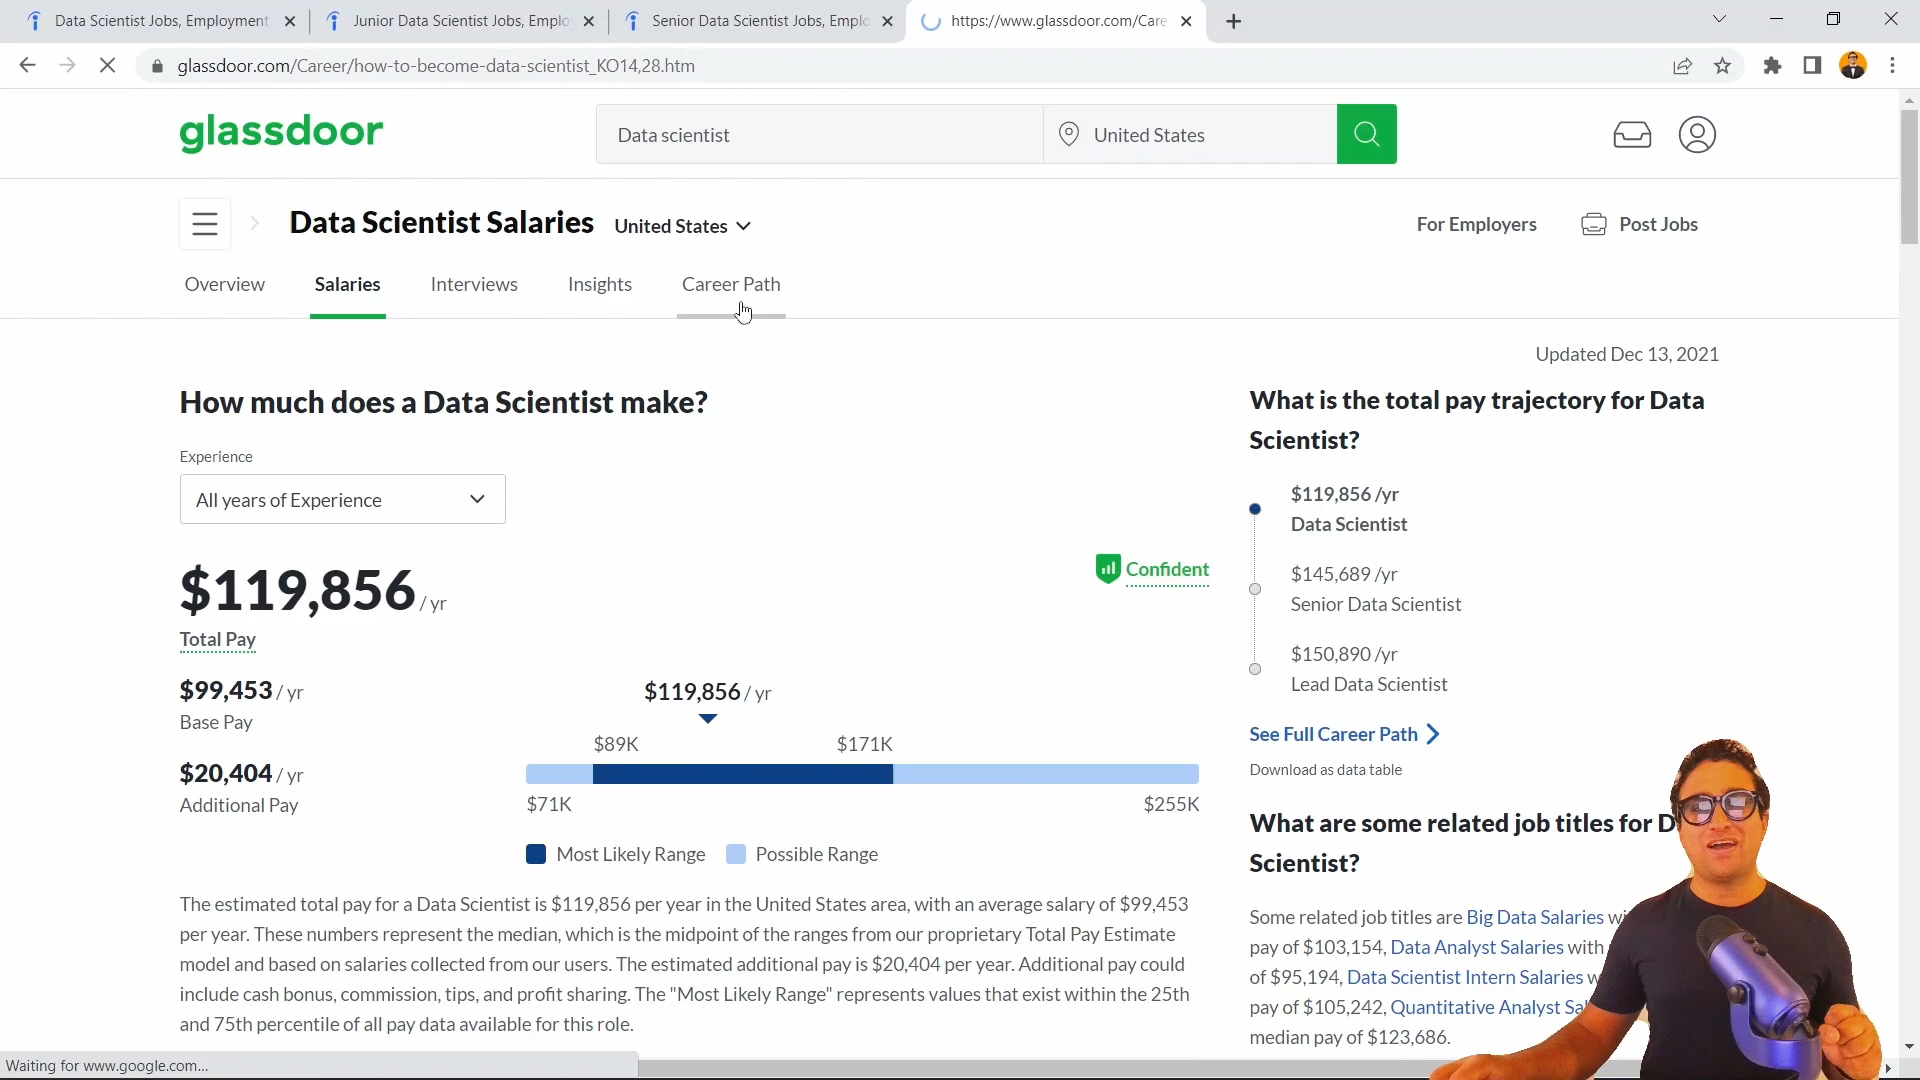 Data Scientist Jobs, Employment
Junior Data Scientist Jobs, Emplo
Senior Data Scientist Jobs, Emplo
https://www.glassdoor.com/Care
glassdoor.com/Career/how-to-become-data-scientist_KO14,28.htm
glassdoor
Data scientist
United States
Data Scientist Salaries
United States
For Employers
Post Jobs
Overview
Salaries
Interviews
Insights
Career Path
Updated Dec 13, 2021
How much does a Data Scientist make?
Experience
All years of Experience
$119,856 / yr
Total Pay
Confident
$99,453 / yr
Base Pay
$20,404 / yr
Additional Pay
$119,856 / yr
$89K
$171K
$71K
$255K
Most Likely Range
Possible Range
The estimated total pay for a Data Scientist is $119,856 per year in the United States area, with an average salary of $99,453
per year. These numbers represent the median, which is the midpoint of the ranges from our proprietary Total Pay Estimate
model and based on salaries collected from our users. The estimated additional pay is $20,404 per year. Additional pay could
include cash bonus, commission, tips, and profit sharing. The "Most Likely Range" represents values that exist within the 25th
and 75th percentile of all pay data available for this role.
What is the total pay trajectory for Data
Scientist?
$119,856 /yr
Data Scientist
$145,689 /yr
Senior Data Scientist
$150,890 /yr
Lead Data Scientist
See Full Career Path
Download as data table
What are some related job titles for D
Scientist?
Some related job titles are Big Data Salaries wi
pay of $103,154, Data Analyst Salaries with
of $95,194, Data Scientist Intern Salaries w
pay of $105,242, Quantitative Analyst Sa
median pay of $123,686.
Waiting for www.google.com...